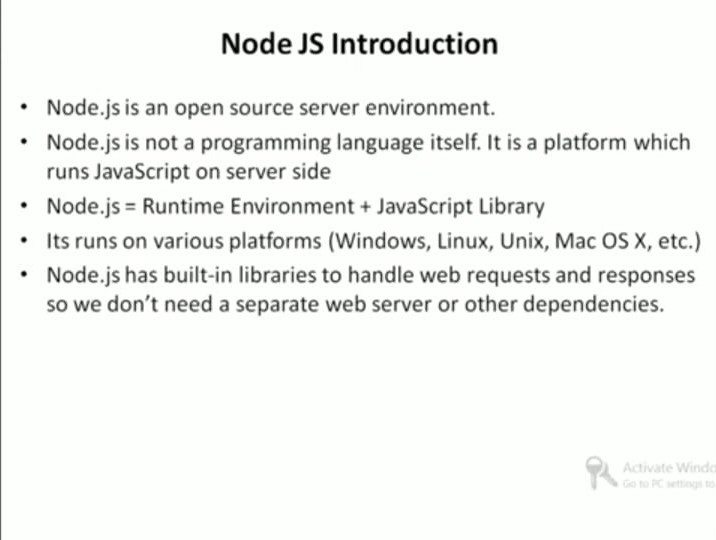 Node JS Introduction
• Node.js is an open source server environment.
• Node.js is not a programming language itself. It is a platform which
runs JavaScript on server side
• Node.js = Runtime Environment + JavaScript Library
• Its runs on various platforms (Windows, Linux, Unix, Mac OS X, etc.)
• Node.js has built-in libraries to handle web requests and responses
so we don't need a separate web server or other dependencies.
Activate Windo
Go to PC settings to